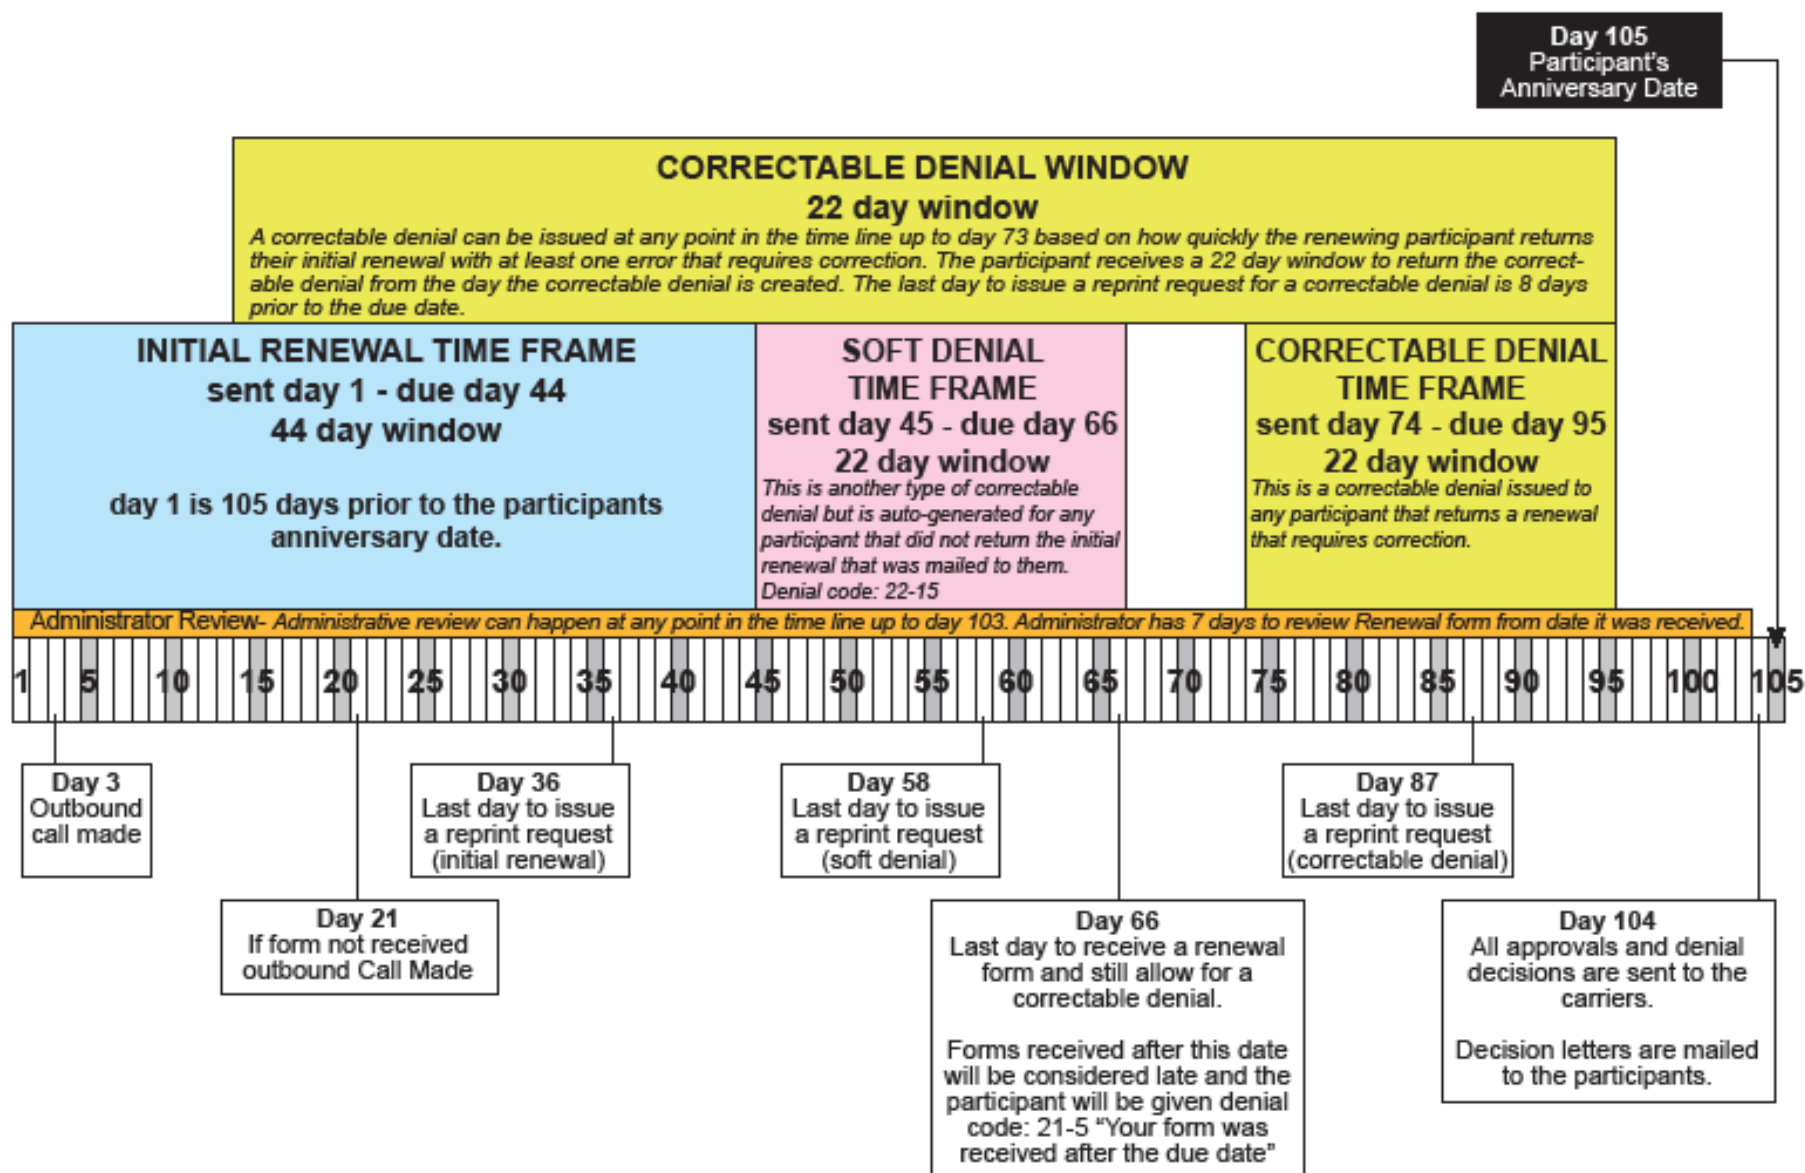 Day 105
Participant's
Anniversary Date
CORRECTABLE DENIAL WINDOW
22 day window
A correctable denial can be issued at any point in the time line up to day 73 based on how quickly the renewing participant returns
their initial renewal with at least one error that requires correction. The participant receives a 22 day window to return the correct-
able denial from the day the correctable denial is created. The last day to issue a reprint request for a correctable denial is 8 days
prior to the due date.
INITIAL RENEWAL TIME FRAME
sent day 1 - due day 44
44 day window
day 1 is 105 days prior to the participants
anniversary date.
SOFT DENIAL
TIME FRAME
sent day 45 - due day 66
22 day window
This is another type of correctable
denial but is auto-generated for any
participant that did not return the initial
renewal that was mailed to them.
Denial code: 22-15
CORRECTABLE DENIAL
TIME FRAME
sent day 74 - due day 95
22 day window
This is a correctable denial issued to
any participant that returns a renewal
that requires correction.
Administrator Review- Administrative review can happen at any point in the time line up to day 103. Administrator has 7 days to review Renewal form from date it was received.
1 5 10 15 20 25 30 35 40 45 50 55 60 65 70 75 80 85 90 95 100 105
Day 3
Outbound
call made
Day 21
If form not received
outbound Call Made
Day 36
Last day to issue
a reprint request
(initial renewal)
Day 58
Last day to issue
a reprint request
(soft denial)
Day 66
Last day to receive a renewal
form and still allow for a
correctable denial.
Forms received after this date
will be considered late and the
participant will be given denial
code: 21-5 “Your form was
received after the due date”
Day 87
Last day to issue
a reprint request
(correctable denial)
Day 104
All approvals and denial
decisions are sent to the
carriers.
Decision letters are mailed
to the participants.